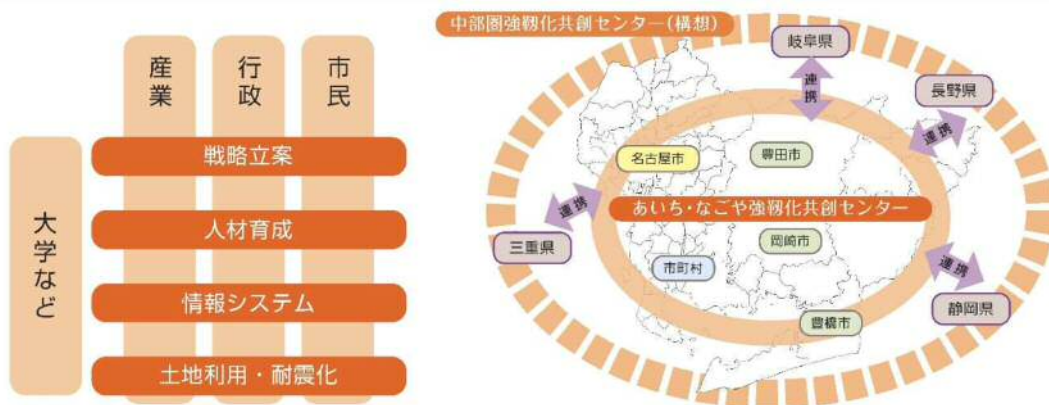 産業
行政
市民
大学など
戦略立案
人材育成
情報システム
土地利用・耐震化
中部圏強靱化共創センター(構想)
岐阜県
連携
長野県
連携
名古屋市
豊田市
連携
あいち・なごや強靱化共創センター
三重県
岡崎市
市町村
連携
静岡県
豊橋市